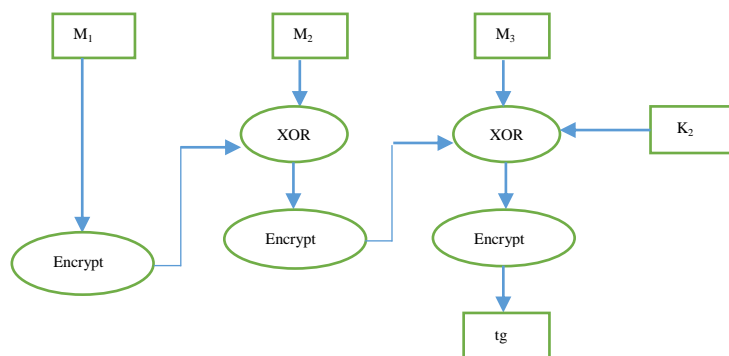 M₁
M₂
M₃
XOR
XOR
K₂
Encrypt
Encrypt
Encrypt
tg